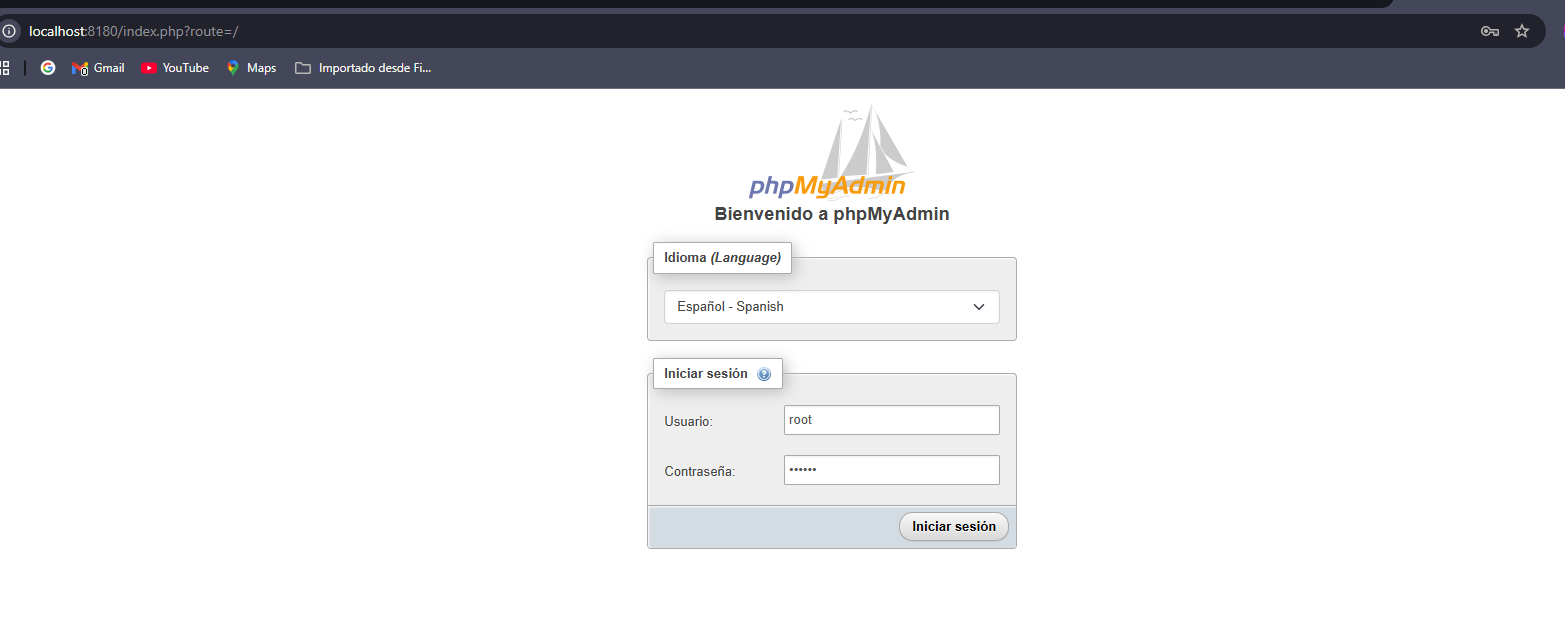 localhost:8180/index.php?route=/
Gmail YouTube Maps Importado desde Fi...
phpMyAdmin
Bienvenido a phpMyAdmin
Idioma (Language)
Español - Spanish
Iniciar sesión
Usuario: root
Contraseña: ••••••
Iniciar sesión